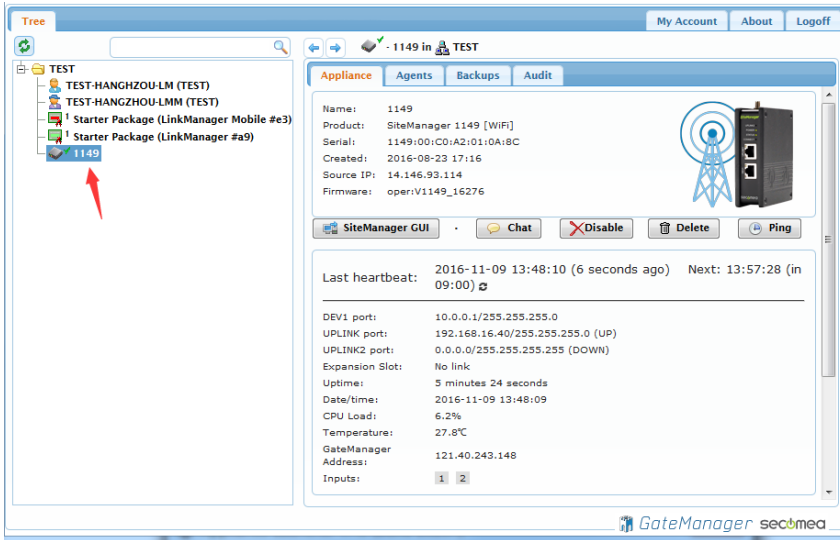 Tree
My Account About Logoff
- 1149 in TEST
TEST
TEST-HANGHZOU-LM (TEST)
TEST-HANGZHOU-LMM (TEST)
1 Starter Package (LinkManager Mobile #e3)
1 Starter Package (LinkManager #a9)
1149
Appliance Agents Backups Audit
Name: 1149
Product: SiteManager 1149 [WiFi]
Serial: 1149:00:C0:A2:01:0A:8C
Created: 2016-08-23 17:16
Source IP: 14.146.93.114
Firmware: oper:V1149_16276
SiteManager GUI · Chat Disable Delete Ping
Last heartbeat: 2016-11-09 13:48:10 (6 seconds ago) Next: 13:57:28 (in
09:00)
DEV1 port: 10.0.0.1/255.255.255.0
UPLINK port: 192.168.16.40/255.255.255.0 (UP)
UPLINK2 port: 0.0.0.0/255.255.255.255 (DOWN)
Expansion Slot: No link
Uptime: 5 minutes 24 seconds
Date/time: 2016-11-09 13:48:09
CPU Load: 6.2%
Temperature: 27.8℃
GateManager
Address: 121.40.243.148
Inputs: 1 2
GateManager secomea